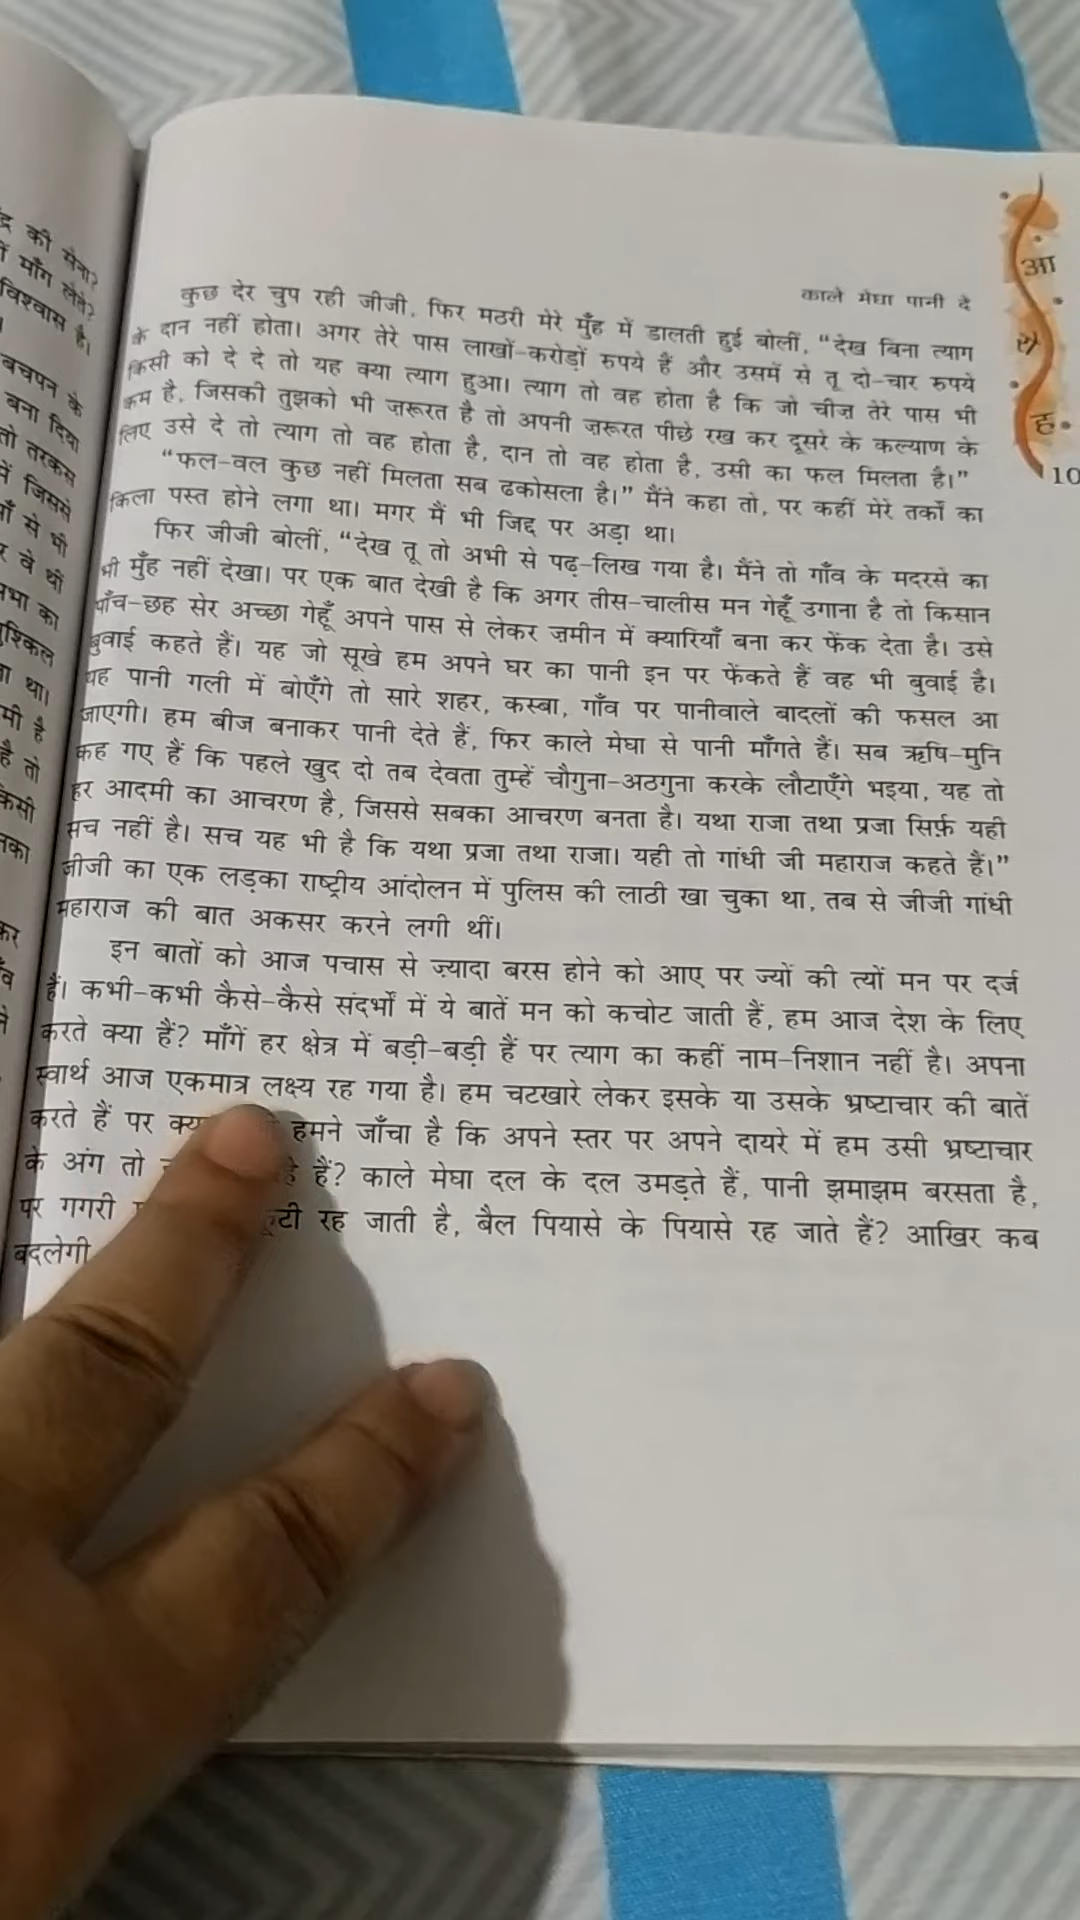 द्र की सेना?
माँग लेते?
विश्वास है।
बचपन के
बना दिया
तो तरकस
में जिससे
से भी
वे थीं
का
था।
है
है तो
काले मेघा पानी दे
आ
रो
ह
10
कुछ देर चुप रही जीजी, फिर मठरी मेरे मुँह में डालती हुई बोलीं, “देख बिना त्याग
के दान नहीं होता। अगर तेरे पास लाखों-करोड़ों रुपये हैं और उसमें से तू दो-चार रुपये
किसी को दे दे तो यह क्या त्याग हुआ। त्याग तो वह होता है कि जो चीज़ तेरे पास भी
कम है, जिसकी तुझको भी ज़रूरत है तो अपनी ज़रूरत पीछे रख कर दूसरे के कल्याण के
लिए उसे दे तो त्याग तो वह होता है, दान तो वह होता है, उसी का फल मिलता है।”
“फल-वल कुछ नहीं मिलता सब ढकोसला है।” मैंने कहा तो, पर कहीं मेरे तर्कों का
किला पस्त होने लगा था। मगर मैं भी जिद्द पर अड़ा था।
फिर जीजी बोलीं, “देख तू तो अभी से पढ़-लिख गया है। मैंने तो गाँव के मदरसे का
भी मुँह नहीं देखा। पर एक बात देखी है कि अगर तीस-चालीस मन गेहूँ उगाना है तो किसान
पाँच-छह सेर अच्छा गेहूँ अपने पास से लेकर ज़मीन में क्यारियाँ बना कर फेंक देता है। उसे
बुवाई कहते हैं। यह जो सूखे हम अपने घर का पानी इन पर फेंकते हैं वह भी बुवाई है।
यह पानी गली में बोएँगे तो सारे शहर, कस्बा, गाँव पर पानीवाले बादलों की फसल आ
जाएगी। हम बीज बनाकर पानी देते हैं, फिर काले मेघा से पानी माँगते हैं। सब ऋषि-मुनि
कह गए हैं कि पहले खुद दो तब देवता तुम्हें चौगुना-अठगुना करके लौटाएँगे भइया, यह तो
हर आदमी का आचरण है, जिससे सबका आचरण बनता है। यथा राजा तथा प्रजा सिर्फ़ यही
सच नहीं है। सच यह भी है कि यथा प्रजा तथा राजा। यही तो गांधी जी महाराज कहते हैं।”
जीजी का एक लड़का राष्ट्रीय आंदोलन में पुलिस की लाठी खा चुका था, तब से जीजी गांधी
महाराज की बात अकसर करने लगी थीं।
इन बातों को आज पचास से ज़्यादा बरस होने को आए पर ज्यों की त्यों मन पर दर्ज
हैं। कभी-कभी कैसे-कैसे संदर्भों में ये बातें मन को कचोट जाती हैं, हम आज देश के लिए
करते क्या हैं? माँगें हर क्षेत्र में बड़ी-बड़ी हैं पर त्याग का कहीं नाम-निशान नहीं है। अपना
स्वार्थ आज एकमात्र लक्ष्य रह गया है। हम चटखारे लेकर इसके या उसके भ्रष्टाचार की बातें
करते हैं पर हमने जाँचा है कि अपने स्तर पर अपने दायरे में हम उसी भ्रष्टाचार
के अंग तो हैं? काले मेघा दल के दल उमड़ते हैं, पानी झमाझम बरसता है,
पर गगरी रह जाती है, बैल पियासे के पियासे रह जाते हैं? आखिर कब
बदलेगी